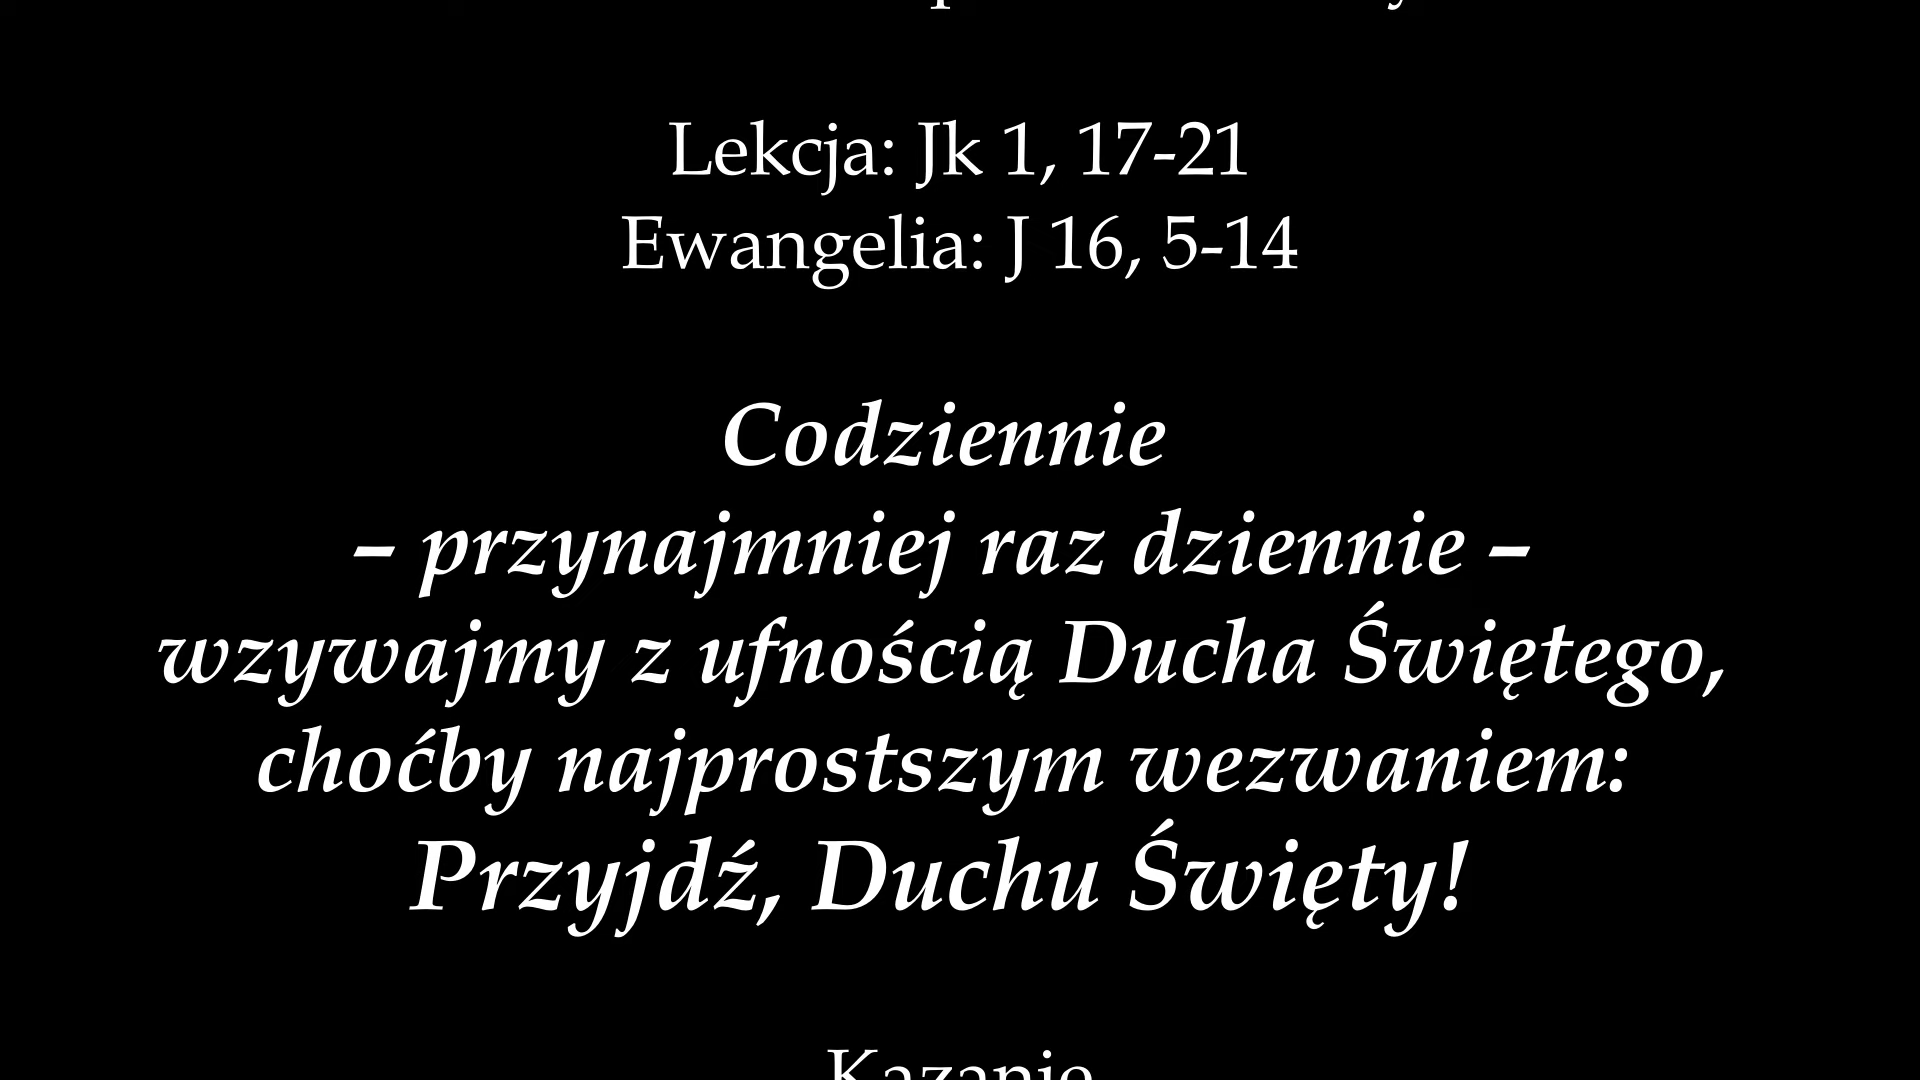 Lekcja: Jk 1, 17-21
Ewangelia: J 16, 5-14
Codziennie
– przynajmniej raz dziennie –
wzywajmy z ufnością Ducha Świętego,
choćby najprostszym wezwaniem:
Przyjdź, Duchu Święty!
Kazanie